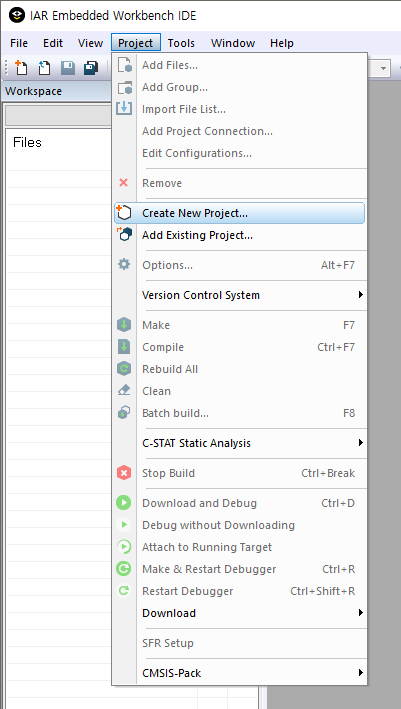 IAR Embedded Workbench IDE
File Edit View Project Tools Window Help
Workspace
Files
Add Files...
Add Group...
Import File List...
Add Project Connection...
Edit Configurations...
Remove
Create New Project...
Add Existing Project...
Options... Alt+F7
Version Control System
Make F7
Compile Ctrl+F7
Rebuild All
Clean
Batch build... F8
C-STAT Static Analysis
Stop Build Ctrl+Break
Download and Debug Ctrl+D
Debug without Downloading
Attach to Running Target
Make & Restart Debugger Ctrl+R
Restart Debugger Ctrl+Shift+R
Download
SFR Setup
CMSIS-Pack